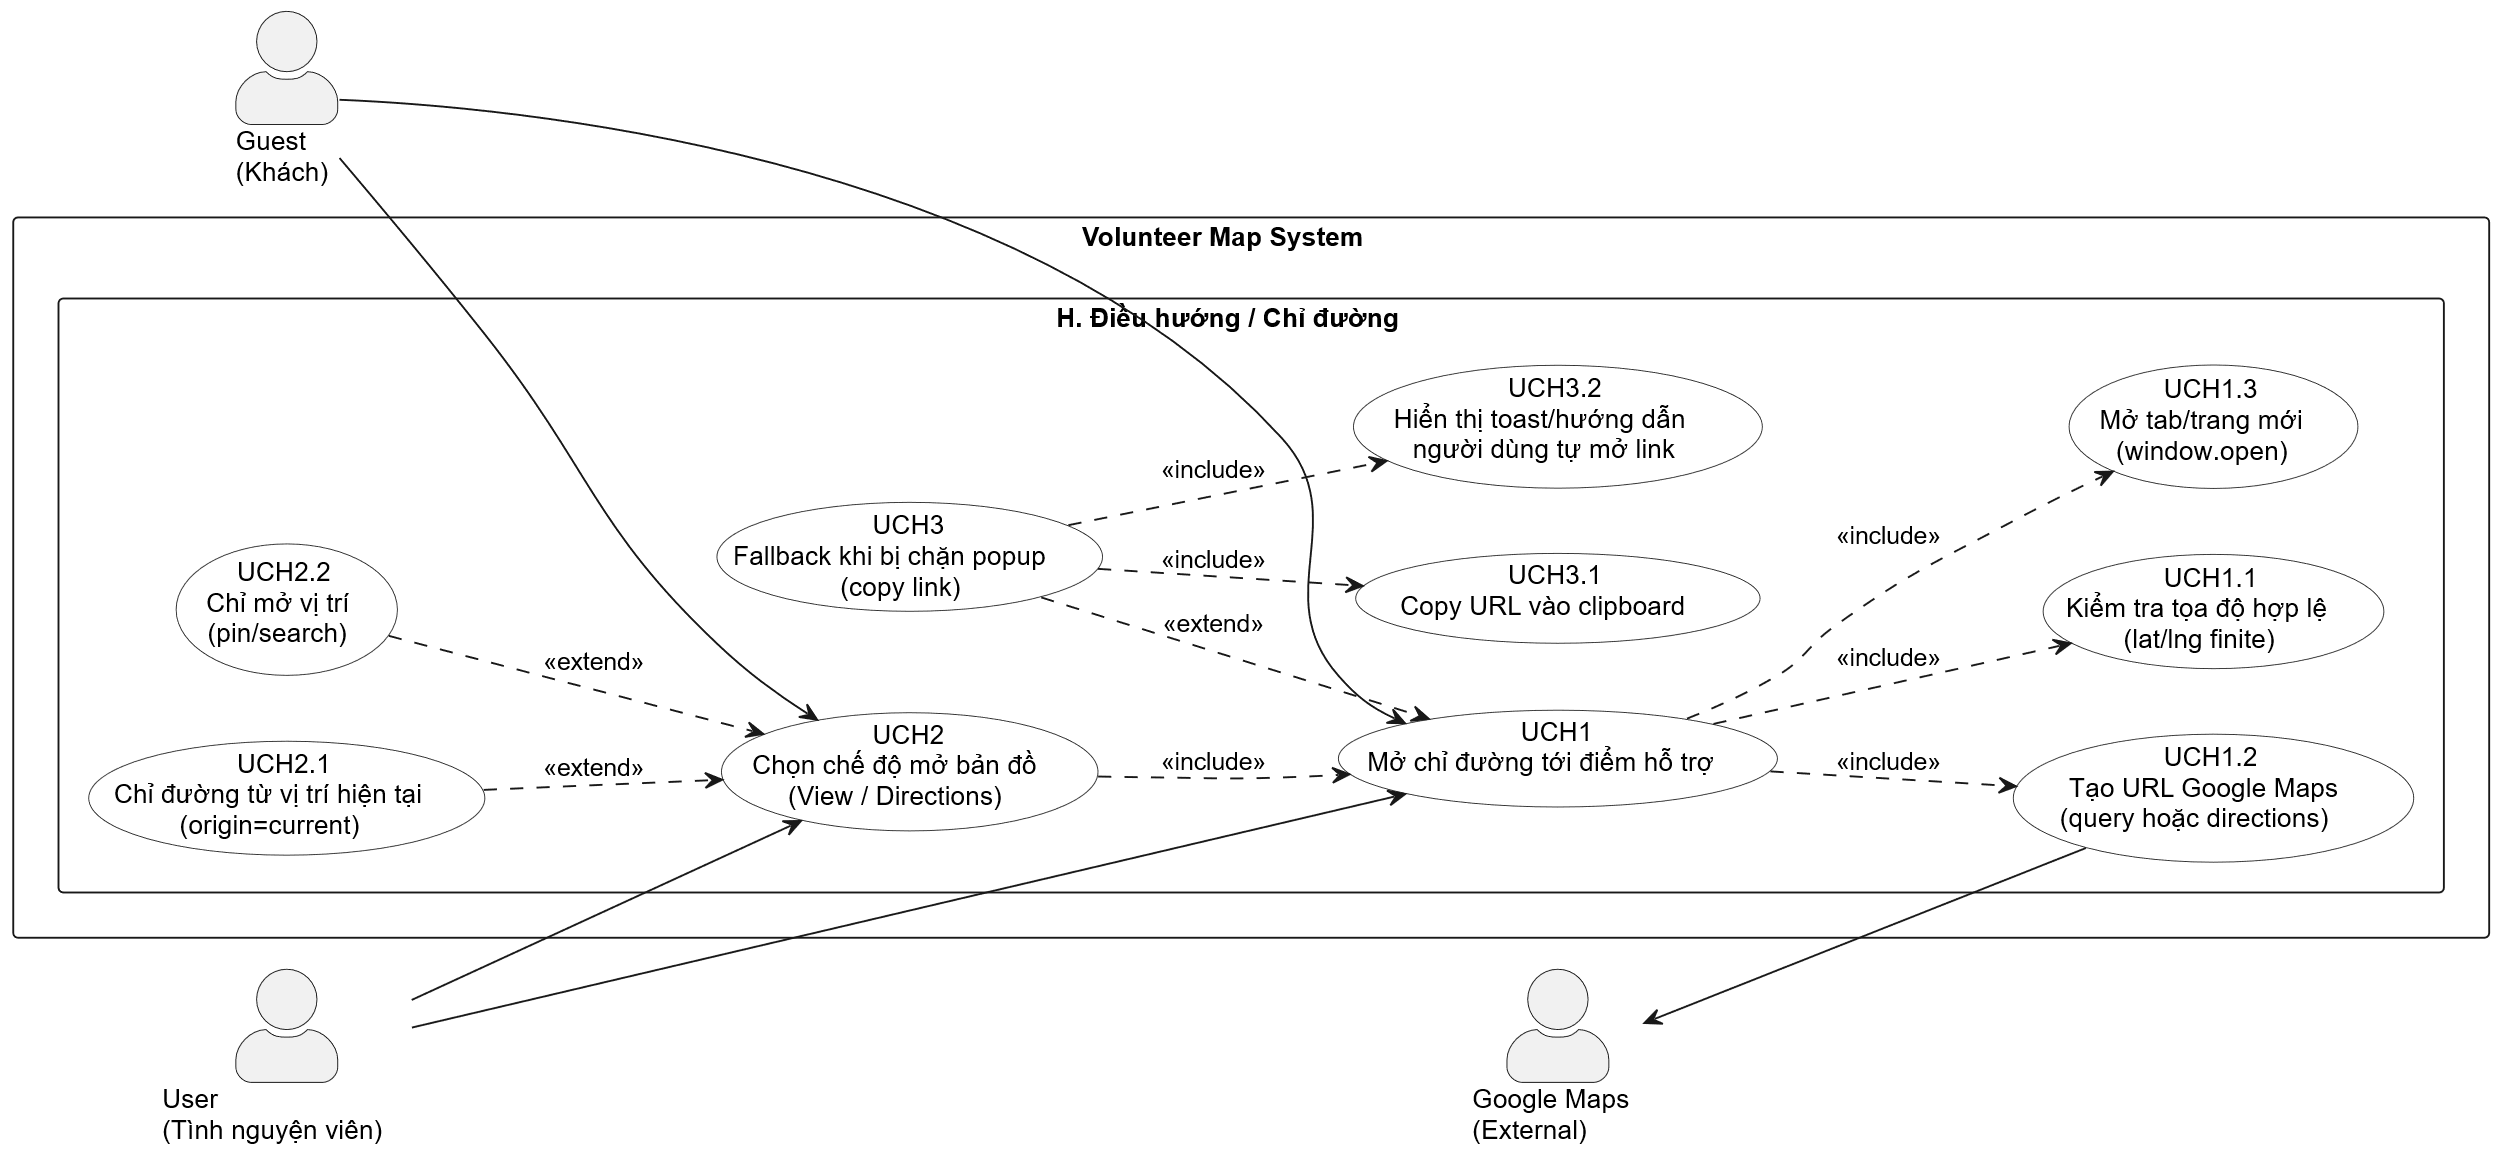 Guest
(Khách)
Volunteer Map System
H. Điều hướng / Chỉ đường
UCH3.2
Hiển thị toast/hướng dẫn
người dùng tự mở link
UCH1.3
Mở tab/trang mới
(window.open)
«include»
UCH3
Fallback khi bị chặn popup
(copy link)
«include»
«include»
UCH2.2
Chỉ mở vị trí
(pin/search)
UCH3.1
Copy URL vào clipboard
UCH1.1
Kiểm tra tọa độ hợp lệ
(lat/lng finite)
«extend»
«extend»
«include»
UCH2.1
Chỉ đường từ vị trí hiện tại
(origin=current)
«extend»
UCH2
Chọn chế độ mở bản đồ
(View / Directions)
«include»
UCH1
Mở chỉ đường tới điểm hỗ trợ
«include»
UCH1.2
Tạo URL Google Maps
(query hoặc directions)
User
(Tình nguyện viên)
Google Maps
(External)